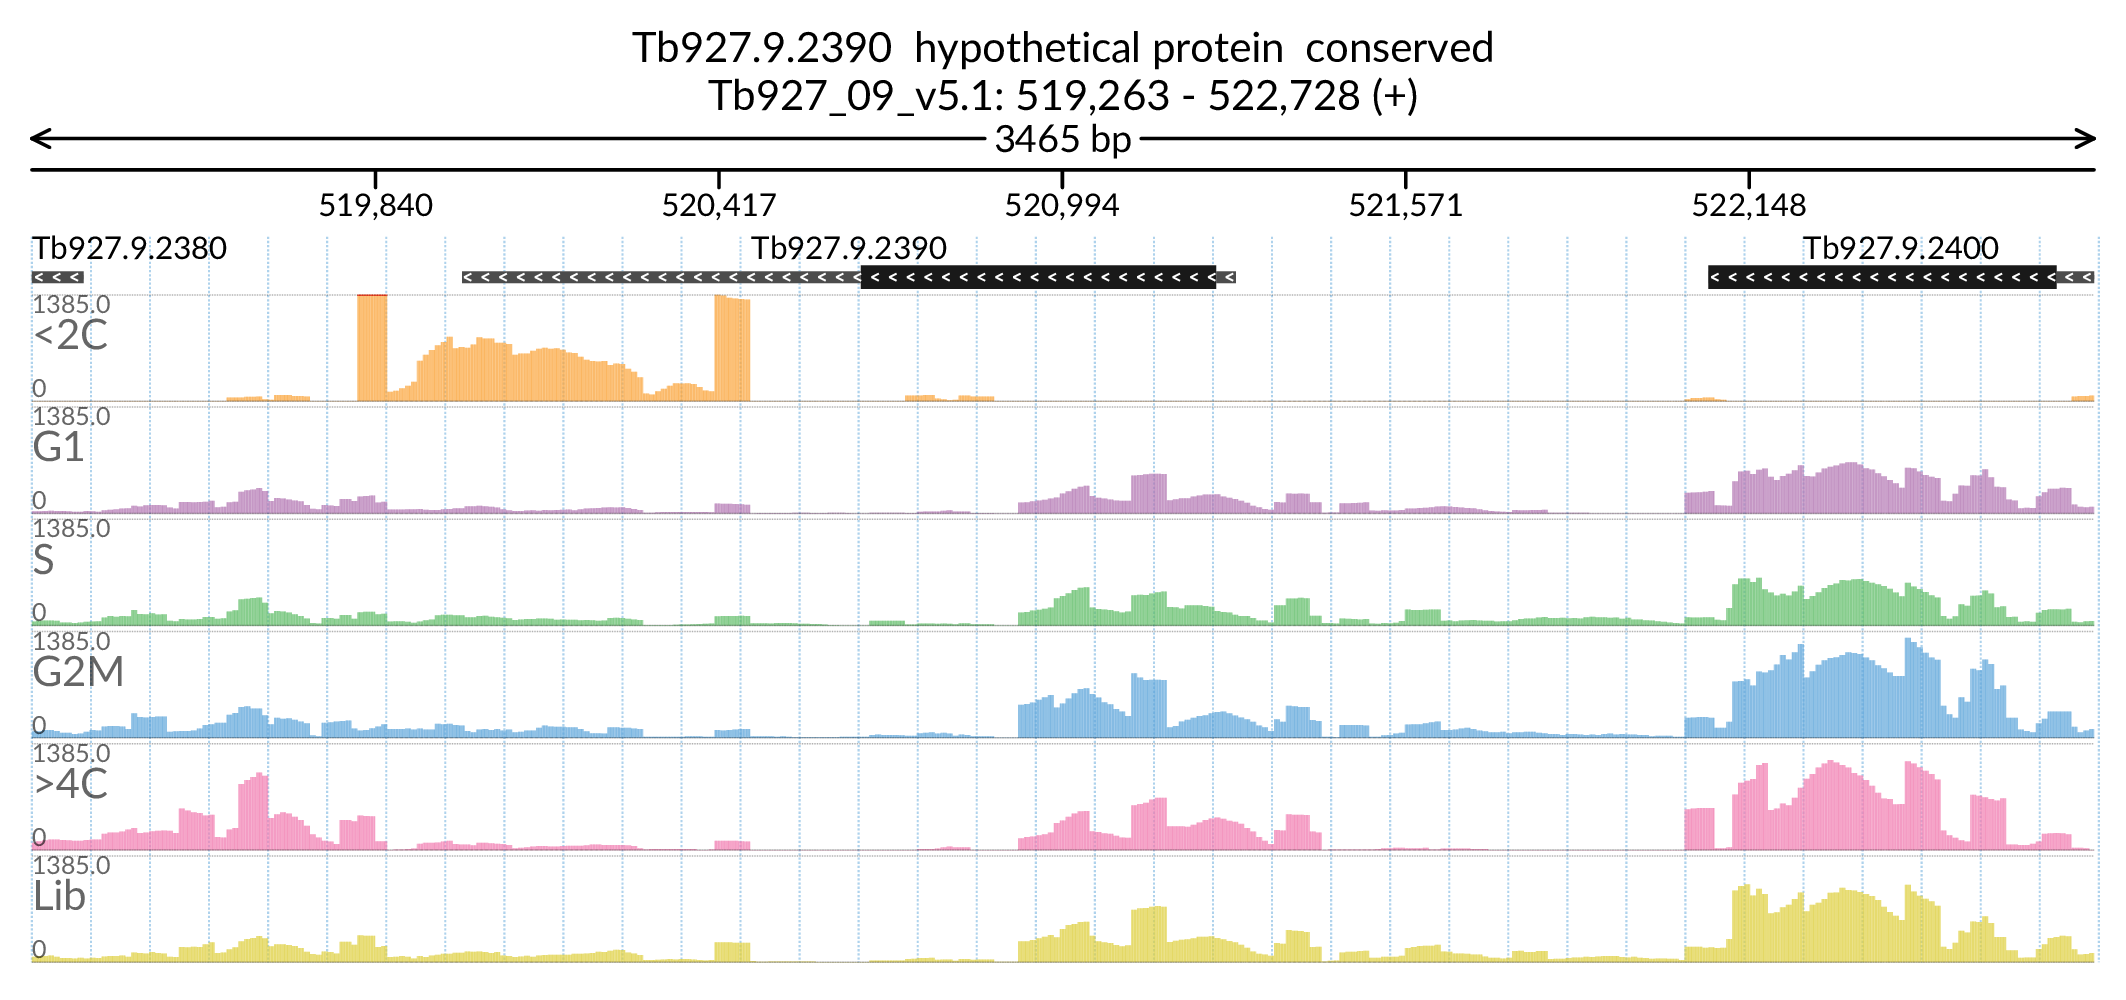 Tb927.9.2390  hypothetical protein  conserved
Tb927_09_v5.1: 519,263 - 522,728 (+)
3465 bp
519,840 520,417 520,994 521,571 522,148
Tb927.9.2380 Tb927.9.2390 Tb927.9.2400
1385.0
<2C
0
1385.0
G1
0
1385.0
S
0
1385.0
G2M
0
1385.0
>4C
0
1385.0
Lib
0